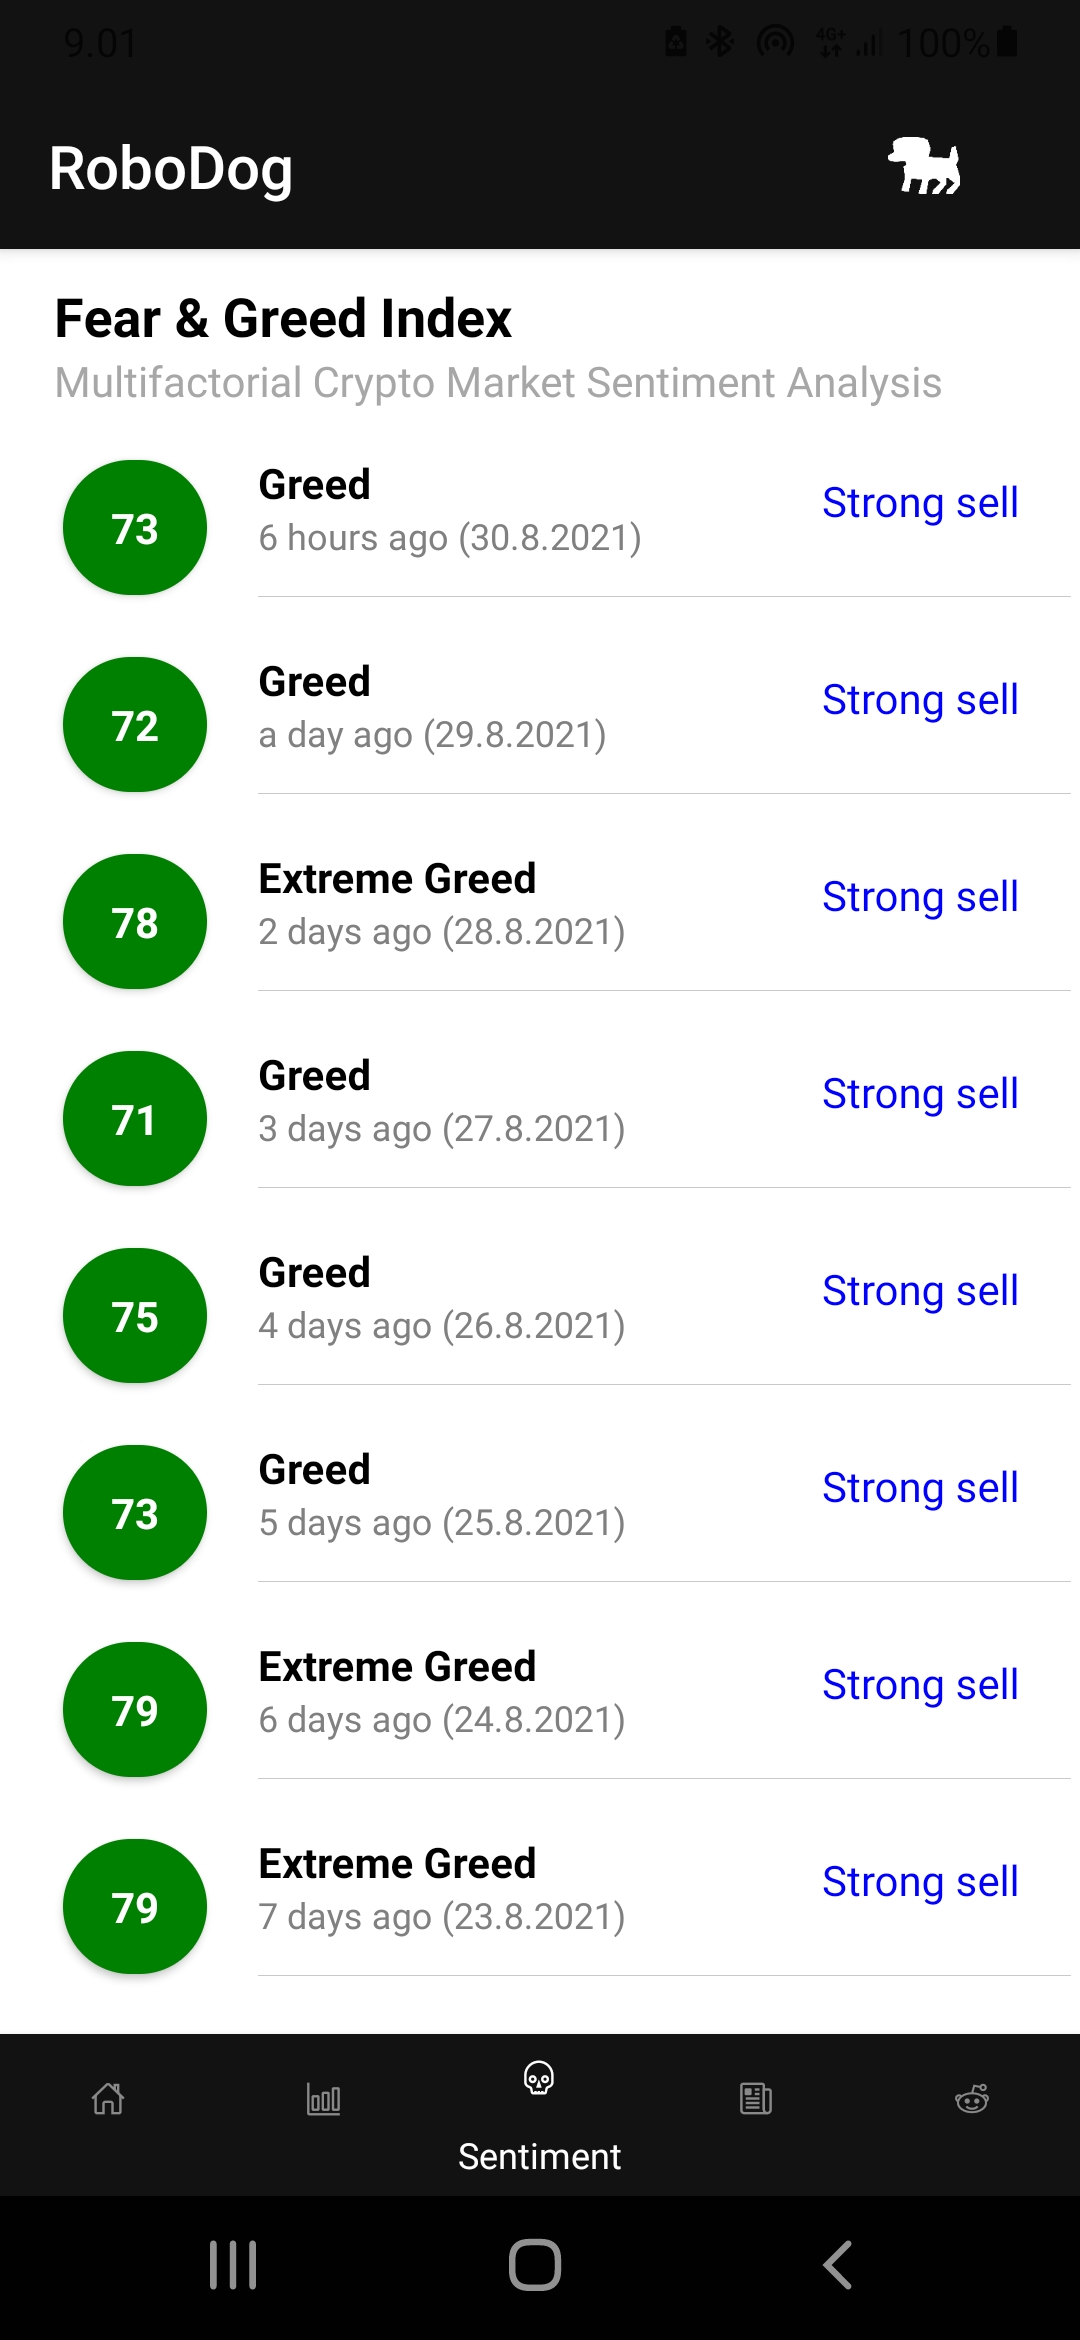 9.01
4G+ 100%
RoboDog
Fear & Greed Index
Multifactorial Crypto Market Sentiment Analysis
73
Greed
6 hours ago (30.8.2021)
Strong sell
72
Greed
a day ago (29.8.2021)
Strong sell
78
Extreme Greed
2 days ago (28.8.2021)
Strong sell
71
Greed
3 days ago (27.8.2021)
Strong sell
75
Greed
4 days ago (26.8.2021)
Strong sell
73
Greed
5 days ago (25.8.2021)
Strong sell
79
Extreme Greed
6 days ago (24.8.2021)
Strong sell
79
Extreme Greed
7 days ago (23.8.2021)
Strong sell
Sentiment